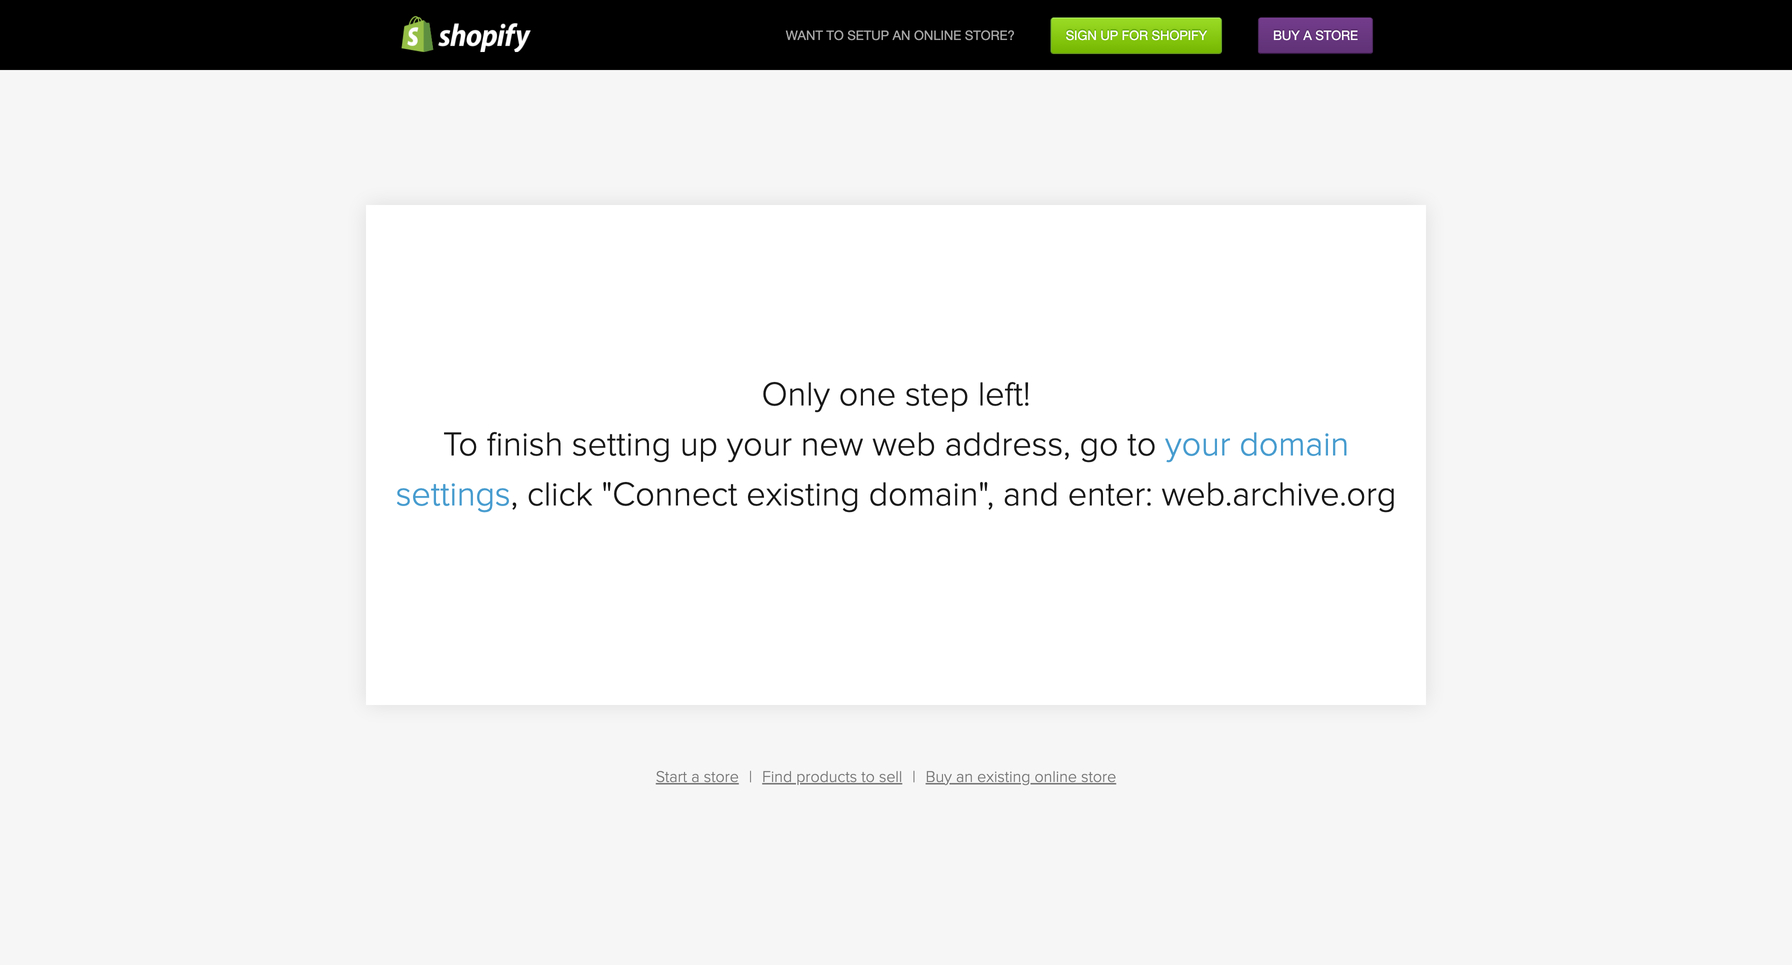 shopify
WANT TO SETUP AN ONLINE STORE? SIGN UP FOR SHOPIFY BUY A STORE
Only one step left!
To finish setting up your new web address, go to your domain
settings, click "Connect existing domain", and enter: web.archive.org
Start a store | Find products to sell | Buy an existing online store